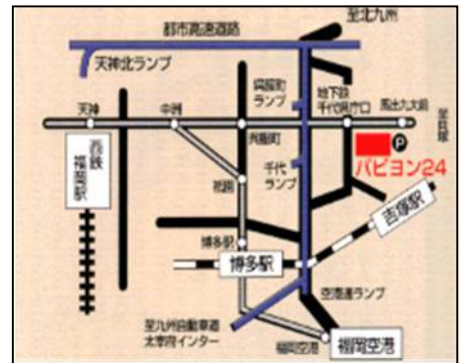 至北九州
都市高速道路
天神北ランプ
呉服町
ランプ
地下鉄
千代県庁口
馬出九大前
天神
中洲
呉服町
至貝塚
P
パピヨン24
西鉄
福岡駅
千代
ランプ
祇園
吉塚駅
博多駅
博多駅
空港通ランプ
至九州自動車道
太宰府インター
福岡空港
福岡空港